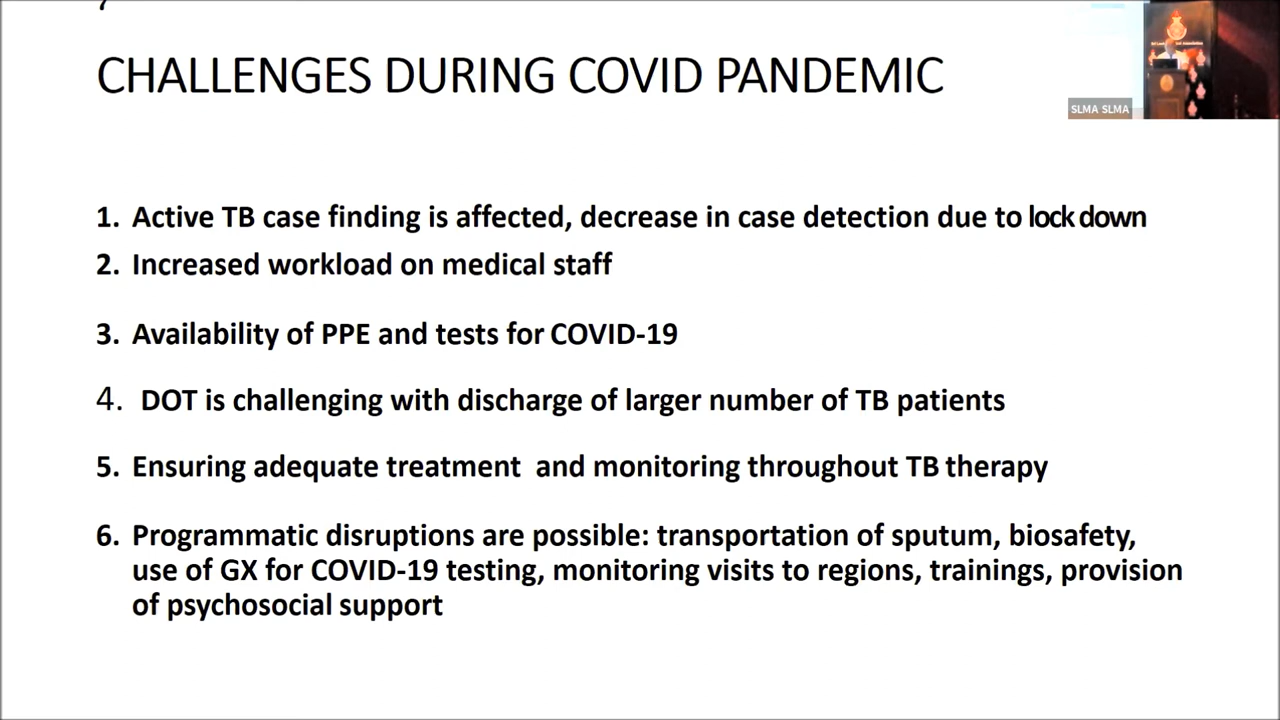 7
CHALLENGES DURING COVID PANDEMIC
SLMA SLMA
1. Active TB case finding is affected, decrease in case detection due to lock down
2. Increased workload on medical staff
3. Availability of PPE and tests for COVID-19
4. DOT is challenging with discharge of larger number of TB patients
5. Ensuring adequate treatment and monitoring throughout TB therapy
6. Programmatic disruptions are possible: transportation of sputum, biosafety,
use of GX for COVID-19 testing, monitoring visits to regions, trainings, provision
of psychosocial support